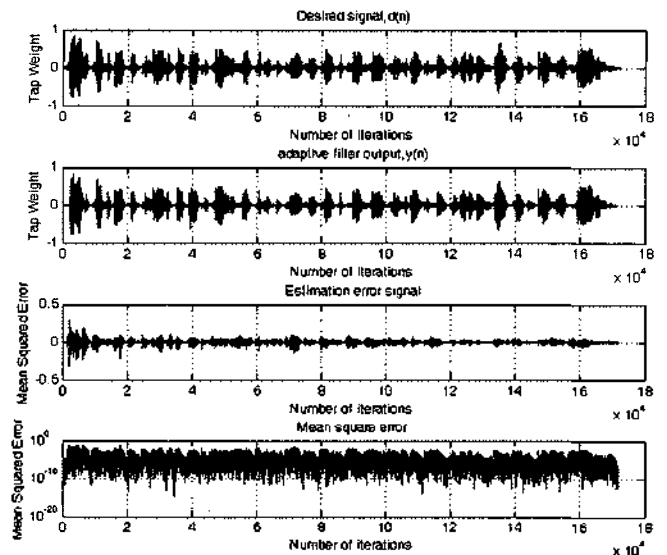 Desired signal,d(n)
Tap Weight
1
0
-1
0 2 4 6 8 10 12 14 16 18
Number of iterations
x 10^4
adaptive filter output,y(n)
Tap Weight
1
0
-1
0 2 4 6 8 10 12 14 16 18
Number of iterations
x 10^4
Estimation error signal
Mean Squared Error
0.5
0
-0.5
0 2 4 6 8 10 12 14 16 18
Number of iterations
x 10^4
Mean square error
Mean Squared Error
10^0
10^-10
10^-20
0 2 4 6 8 10 12 14 16 18
Number of iterations
x 10^4